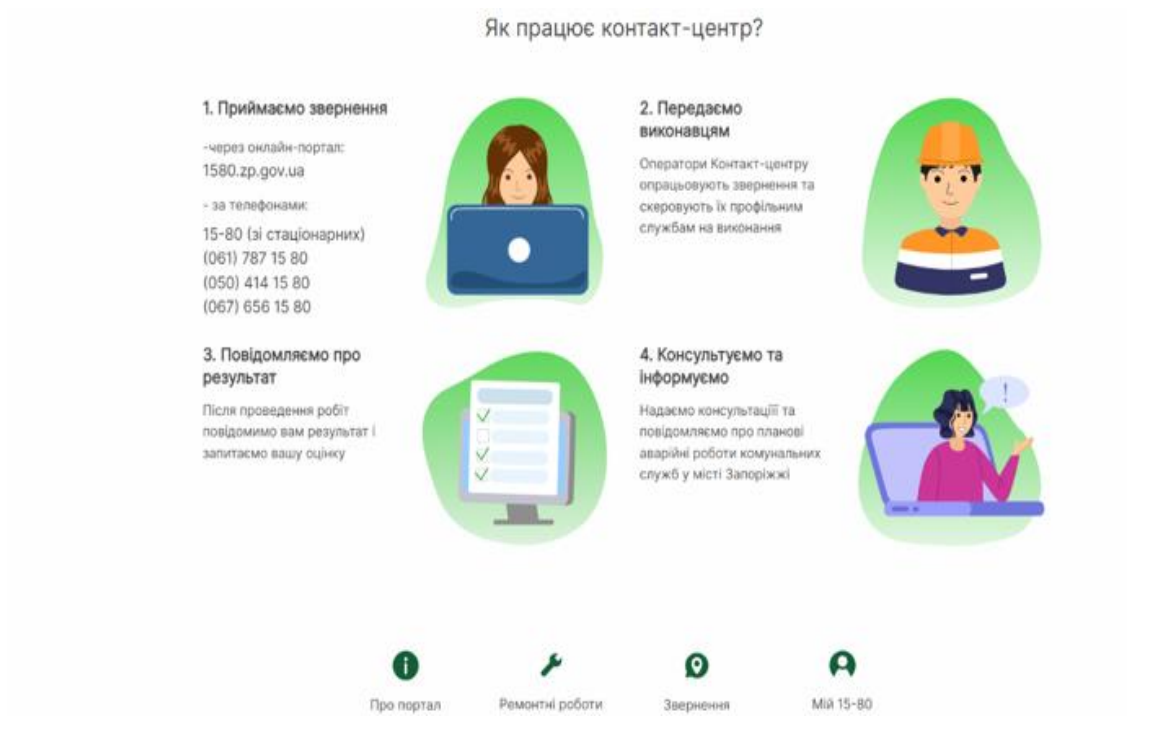 Як працює контакт-центр?
1. Приймаємо звернення
-через онлайн-портал:
1580.zp.gov.ua
- за телефонами:
15-80 (зі стаціонарних)
(061) 787 15 80
(050) 414 15 80
(067) 656 15 80
2. Передаємо
виконавцям
Оператори Контакт-центру
опрацьовують звернення та
скеровують їх профільним
службам на виконання
3. Повідомляємо про
результат
Після проведення робіт
повідомимо вам результат і
запитаємо вашу оцінку
4. Консультуємо та
інформуємо
Надаємо консультаціїї та
повідомляємо про планові
аварійні роботи комунальних
служб у місті Запоріжжі
!
Про портал
Ремонтні роботи
Звернення
Мій 15-80